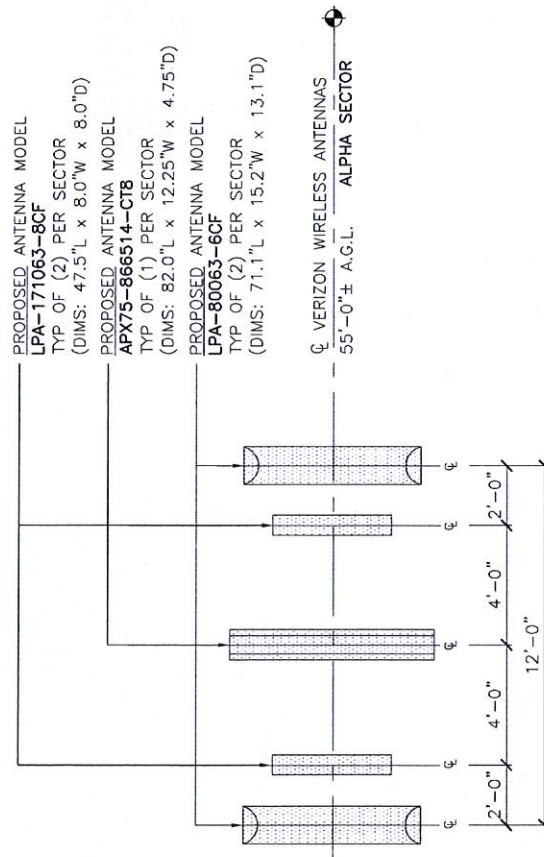 PROPOSED ANTENNA MODEL
LPA-171063-8CF
TYP OF (2) PER SECTOR
(DIMS: 47.5"L x 8.0"W x 8.0"D)
PROPOSED ANTENNA MODEL
APX75-866514-CT8
TYP OF (1) PER SECTOR
(DIMS: 82.0"L x 12.25"W x 4.75"D)
PROPOSED ANTENNA MODEL
LPA-80063-6CF
TYP OF (2) PER SECTOR
(DIMS: 71.1"L x 15.2"W x 13.1"D)
℄ VERIZON WIRELESS ANTENNAS
55'-0"± A.G.L.
ALPHA SECTOR
℄
℄
℄
℄
℄
2'-0"
4'-0"
4'-0"
2'-0"
12'-0"